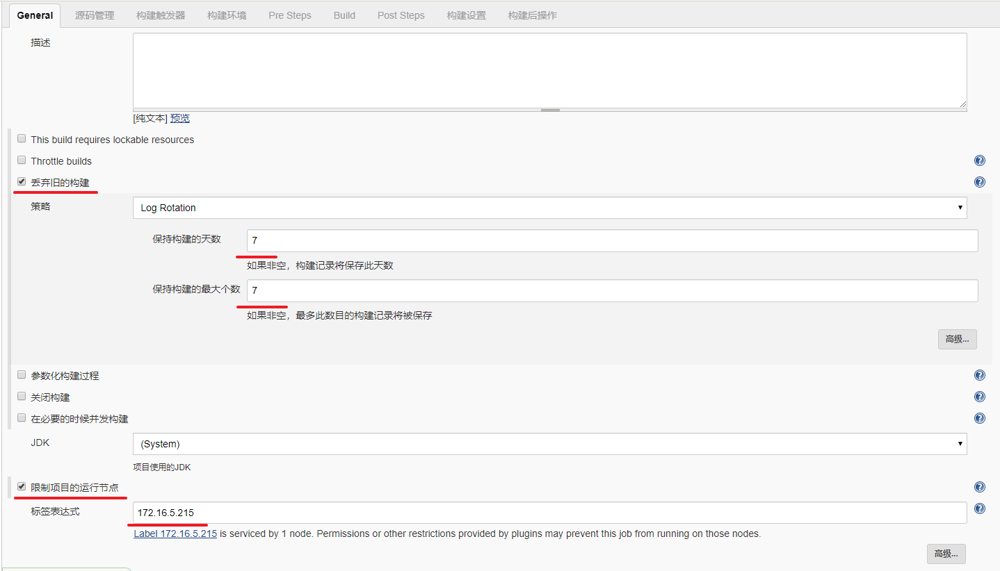 General 源码管理 构建触发器 构建环境 Pre Steps Build Post Steps 构建设置 构建后操作
描述
[纯文本] 预览
This build requires lockable resources
Throttle builds
丢弃旧的构建
策略 Log Rotation
保持构建的天数 7
如果非空，构建记录将保存此天数
保持构建的最大个数 7
如果非空，最多此数目的构建记录将被保存
高级...
参数化构建过程
关闭构建
在必要的时候并发构建
JDK (System)
项目使用的JDK
限制项目的运行节点
标签表达式 172.16.5.215
Label 172.16.5.215 is serviced by 1 node. Permissions or other restrictions provided by plugins may prevent this job from running on those nodes.
高级...